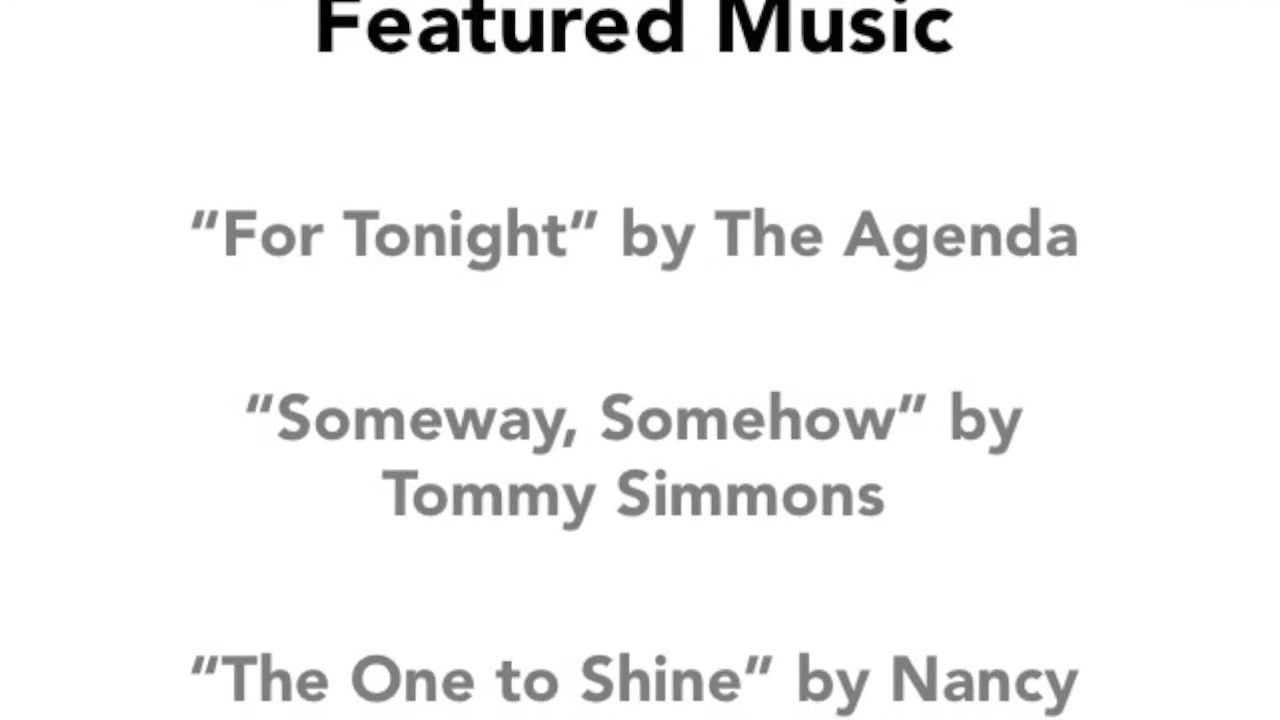 Featured Music
“For Tonight” by The Agenda
“Someway, Somehow” by
Tommy Simmons
“The One to Shine” by Nancy